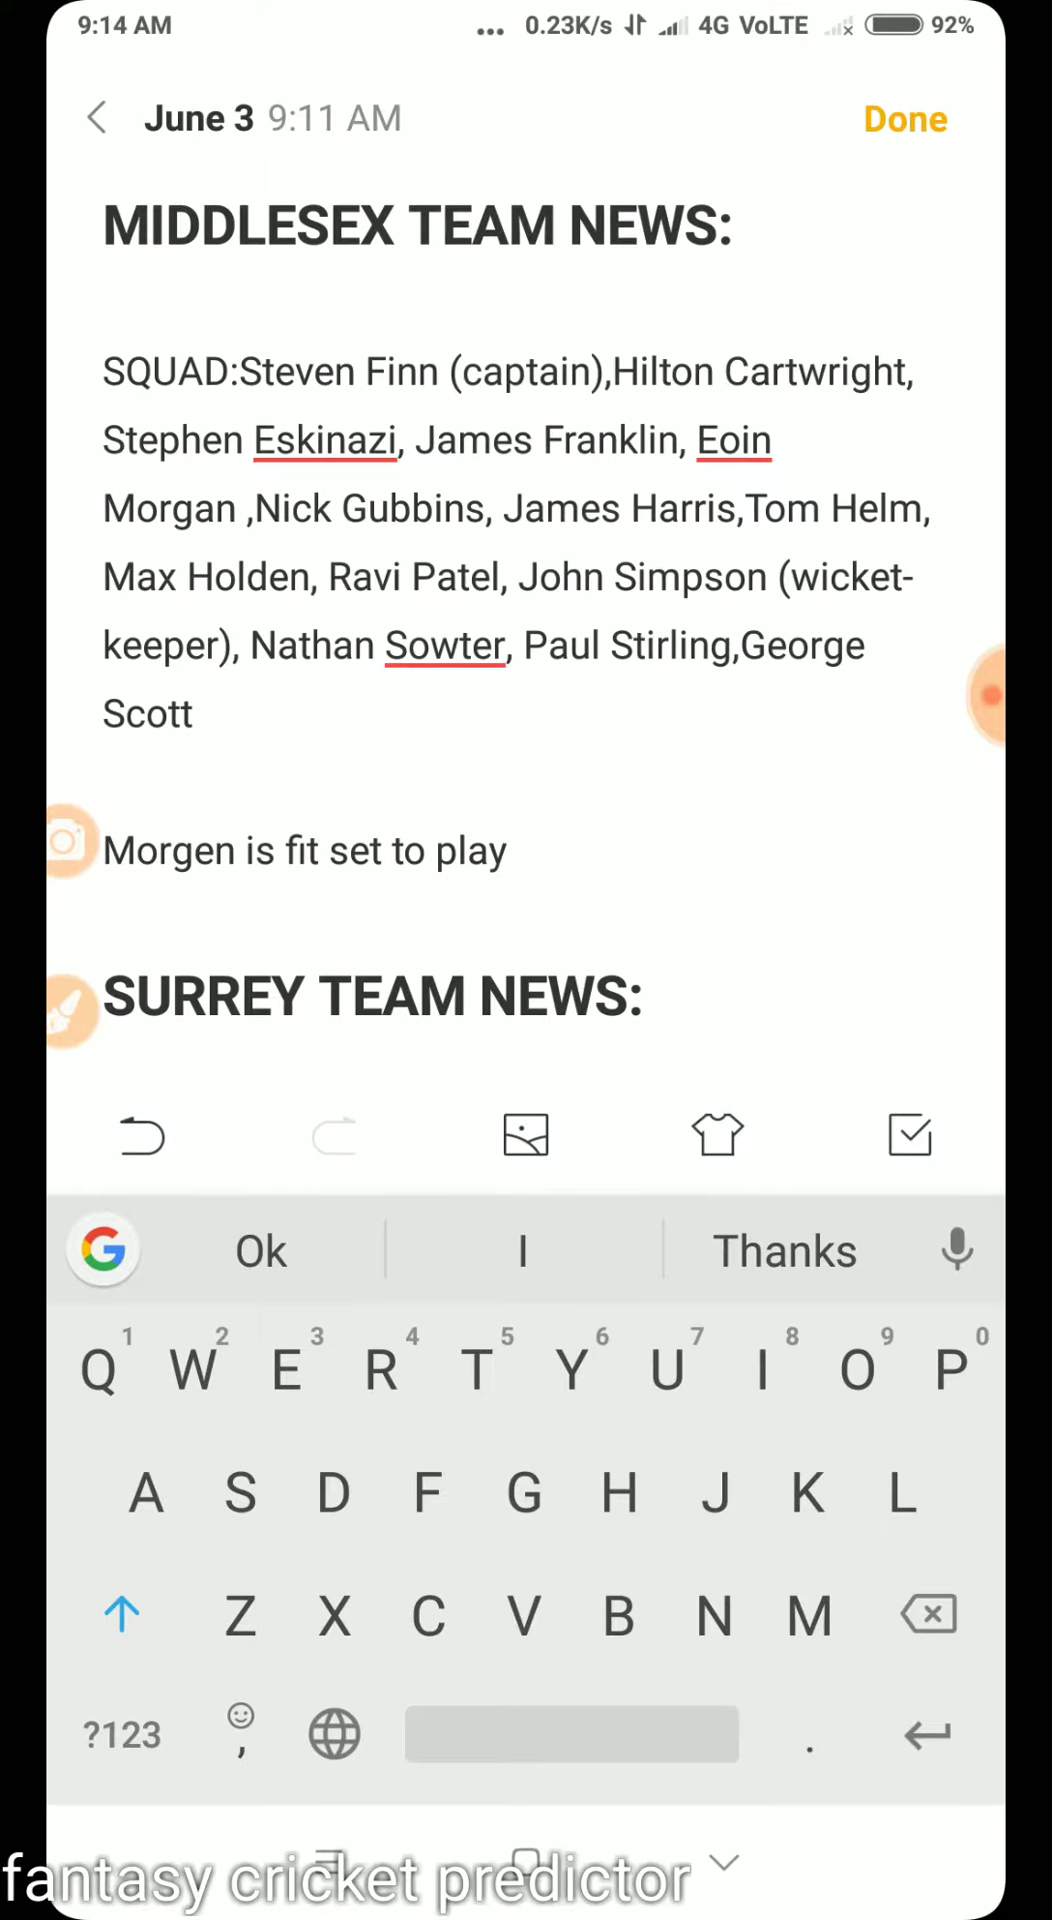 9:14 AM ... 0.23K/s 4G VoLTE 92%
June 3 9:11 AM Done
MIDDLESEX TEAM NEWS:
SQUAD:Steven Finn (captain),Hilton Cartwright,
Stephen Eskinazi, James Franklin, Eoin
Morgan ,Nick Gubbins, James Harris,Tom Helm,
Max Holden, Ravi Patel, John Simpson (wicket-
keeper), Nathan Sowter, Paul Stirling,George
Scott
Morgen is fit set to play
SURREY TEAM NEWS:
Ok I Thanks
1 2 3 4 5 6 7 8 9 0
Q W E R T Y U I O P
A S D F G H J K L
Z X C V B N M
?123 , .
fantasy cricket predictor